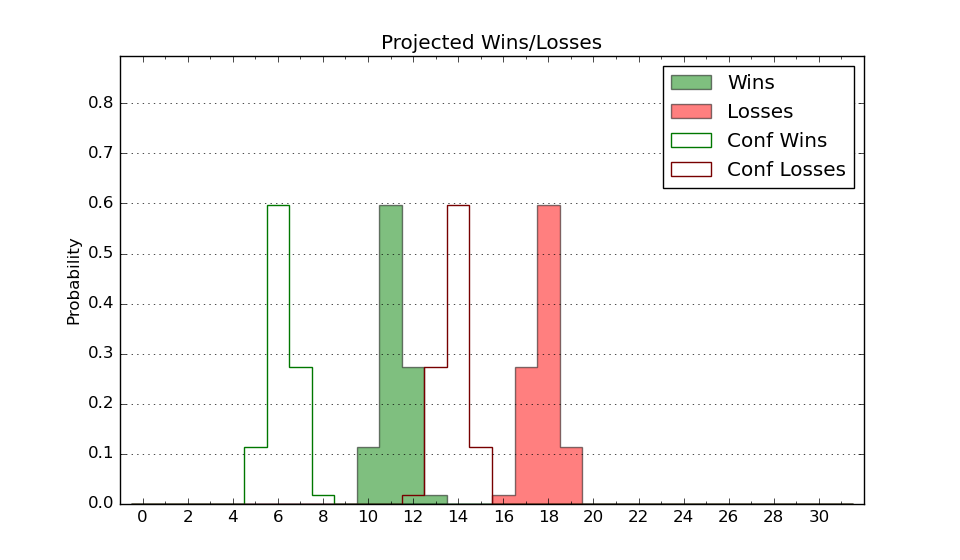 Projected Wins/Losses
Wins
Losses
Conf Wins
Conf Losses
Probability
0.8
0.7
0.6
0.5
0.4
0.3
0.2
0.1
0.0
0 2 4 6 8 10 12 14 16 18 20 22 24 26 28 30